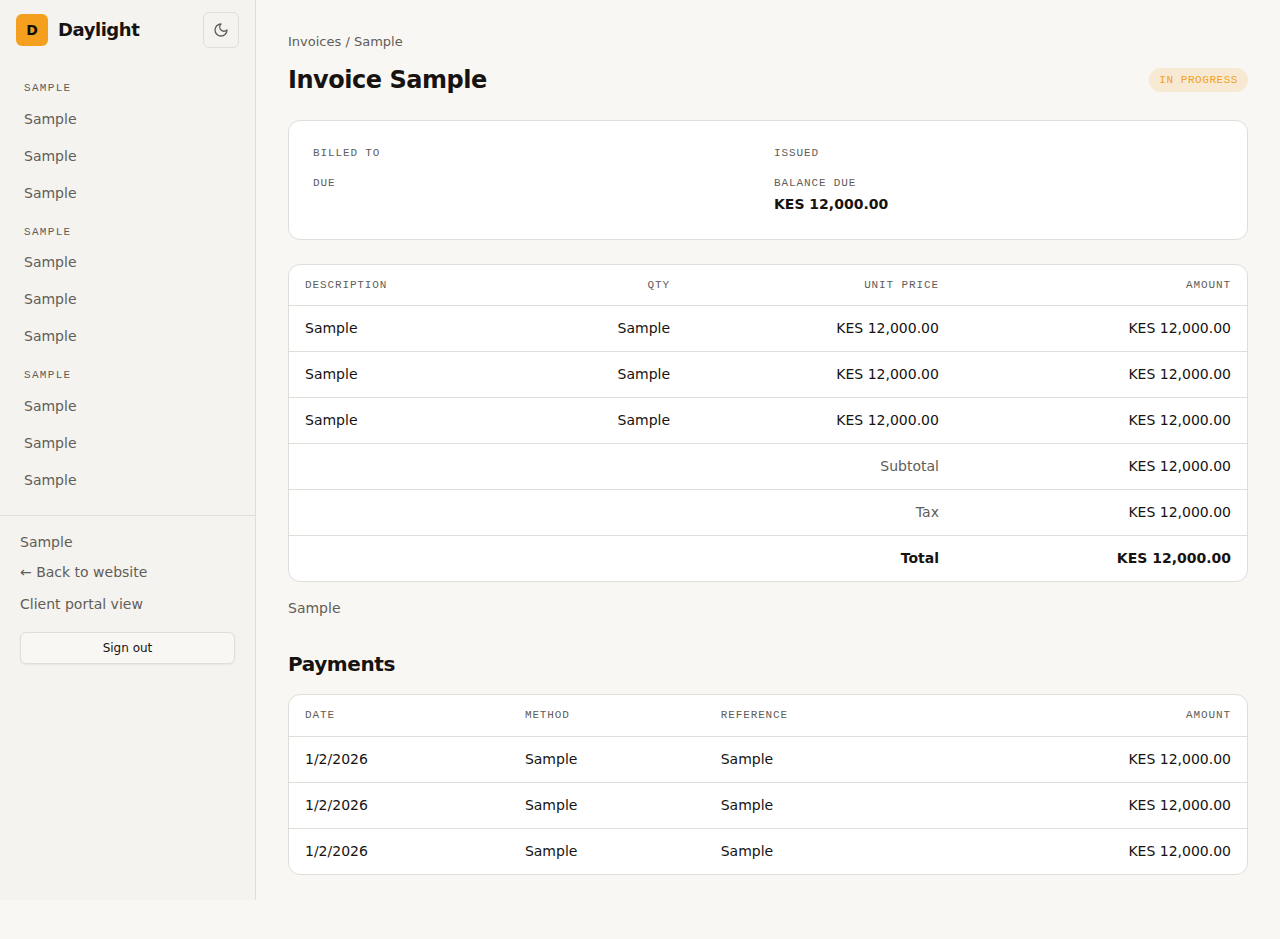 D Daylight
SAMPLE
Sample
Sample
Sample
SAMPLE
Sample
Sample
Sample
SAMPLE
Sample
Sample
Sample
Sample
← Back to website
Client portal view
Sign out
Invoices / Sample
Invoice Sample
IN PROGRESS
BILLED TO
ISSUED
DUE
BALANCE DUE
KES 12,000.00
DESCRIPTION QTY UNIT PRICE AMOUNT
Sample Sample KES 12,000.00 KES 12,000.00
Sample Sample KES 12,000.00 KES 12,000.00
Sample Sample KES 12,000.00 KES 12,000.00
Subtotal KES 12,000.00
Tax KES 12,000.00
Total KES 12,000.00
Sample
Payments
DATE METHOD REFERENCE AMOUNT
1/2/2026 Sample Sample KES 12,000.00
1/2/2026 Sample Sample KES 12,000.00
1/2/2026 Sample Sample KES 12,000.00